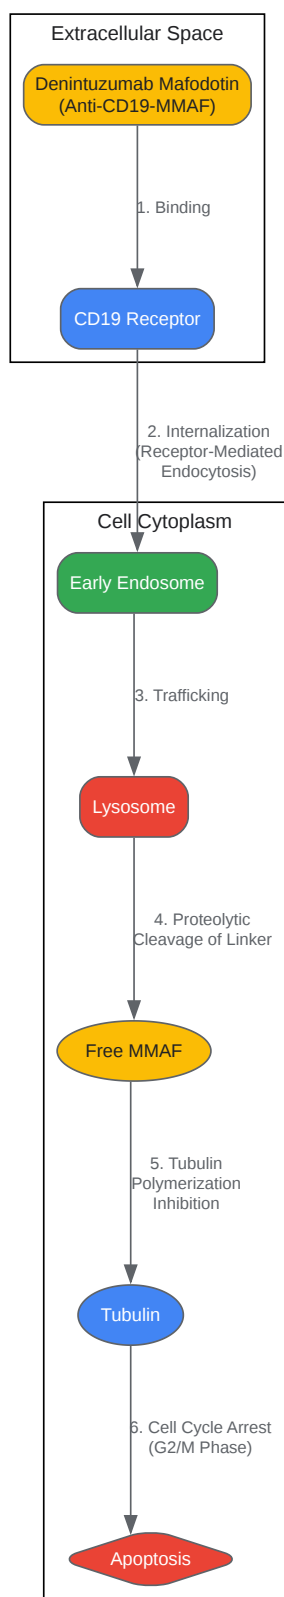 Extracellular Space
Denintuzumab Mafodotin
(Anti-CD19-MMAF)
1. Binding
CD19 Receptor
2. Internalization
(Receptor-Mediated
Endocytosis)
Cell Cytoplasm
Early Endosome
3. Trafficking
Lysosome
4. Proteolytic
Cleavage of Linker
Free MMAF
5. Tubulin
Polymerization
Inhibition
Tubulin
6. Cell Cycle Arrest
(G2/M Phase)
Apoptosis